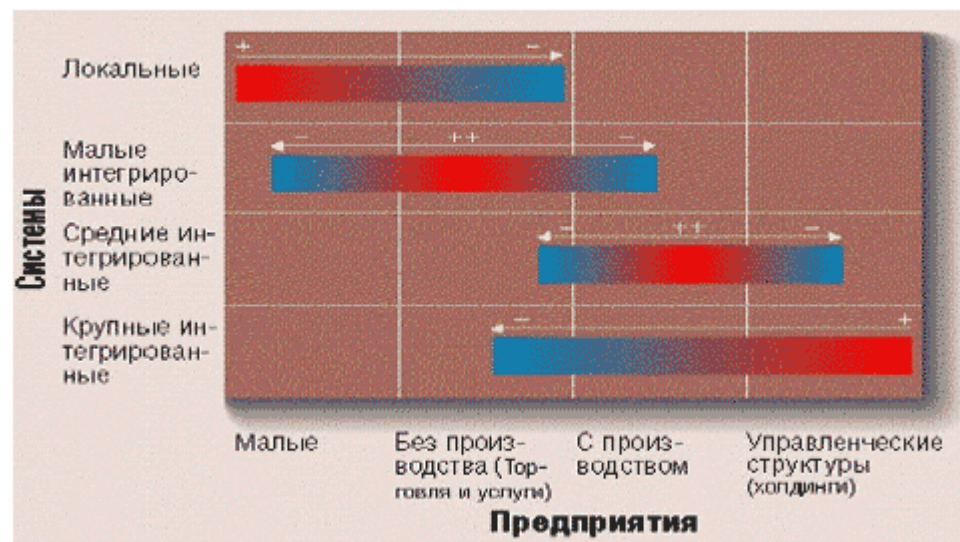 + −
Локальные
− ++ −
Малые
интегриро-
ванные
− ++ −
Средние ин-
тегрирован-
ные
− +
Крупные ин-
тегрирован-
ные
Системы
Малые
Без произ-
водства (Тор-
говля и услуги)
С произ-
водством
Управленческие
структуры
(холдинги)
Предприятия